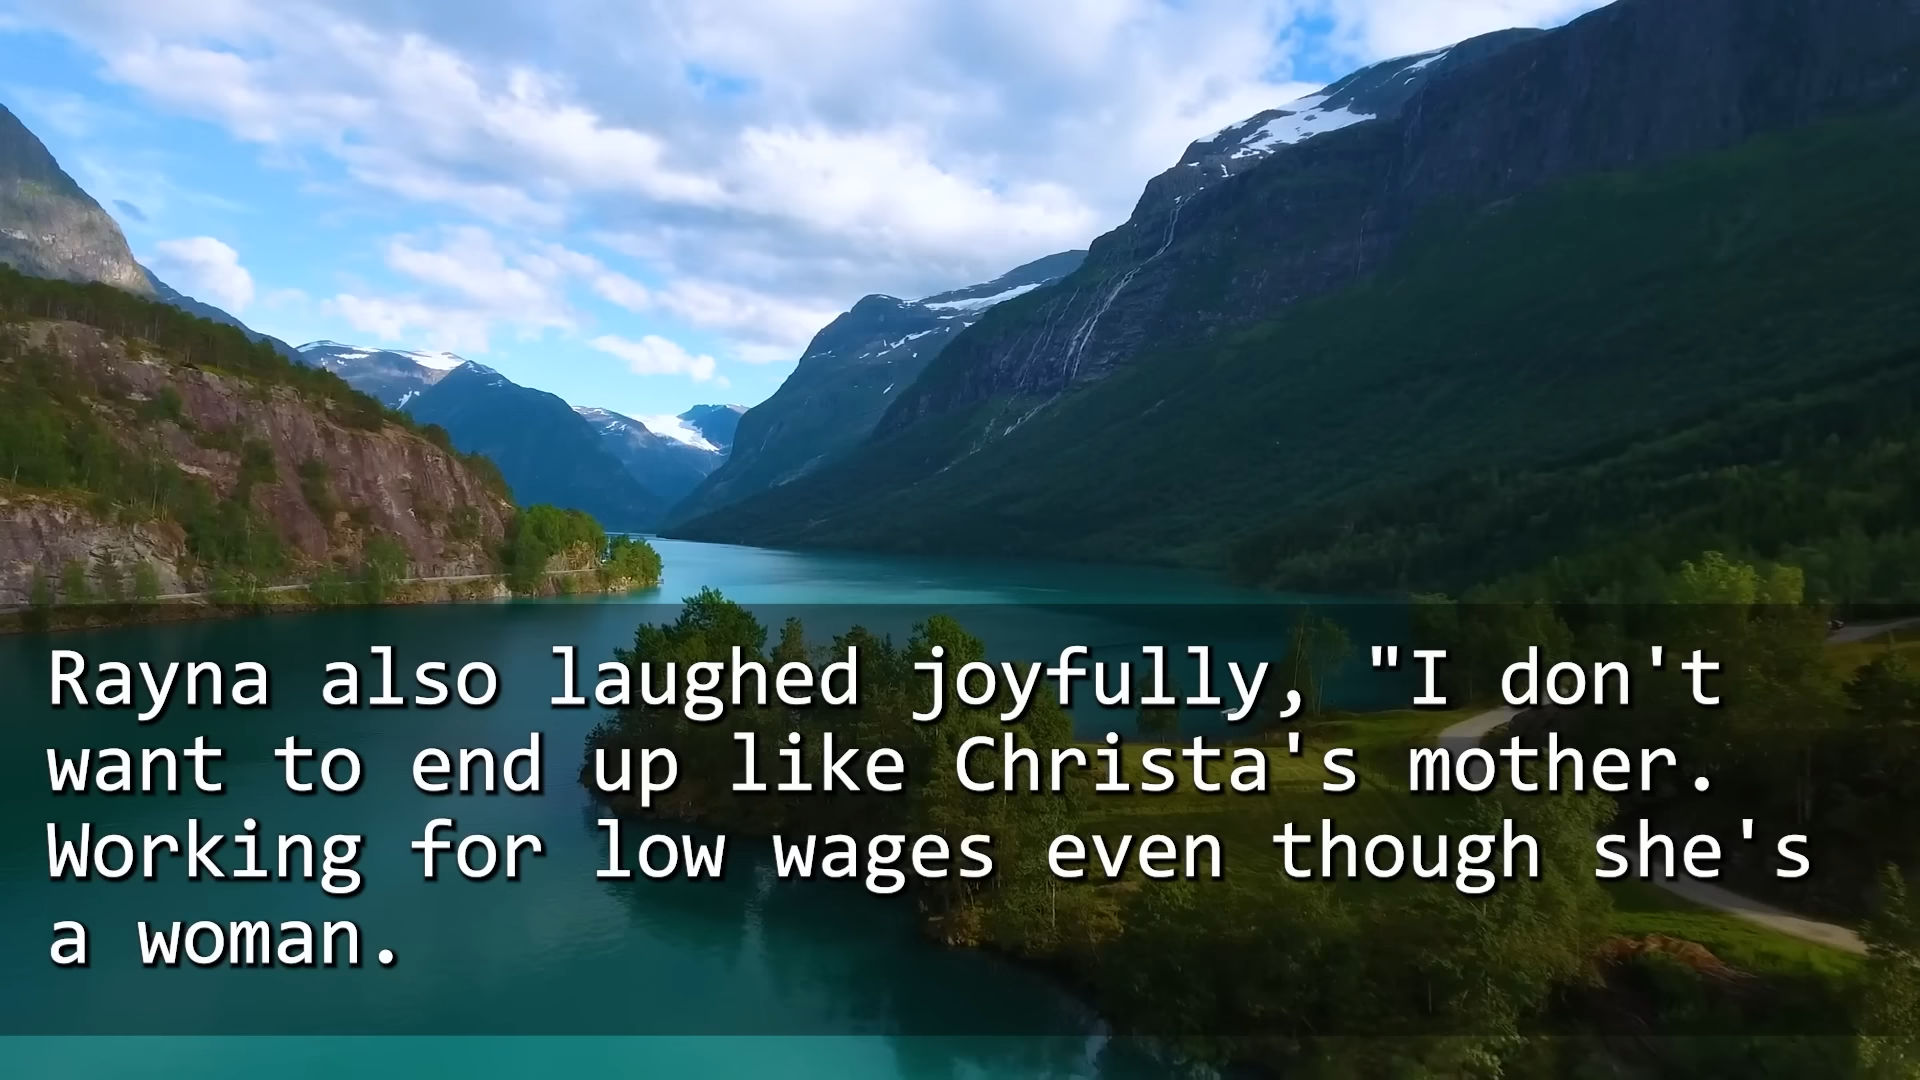 Rayna also laughed joyfully, "I don't
want to end up like Christa's mother.
Working for low wages even though she's
a woman.